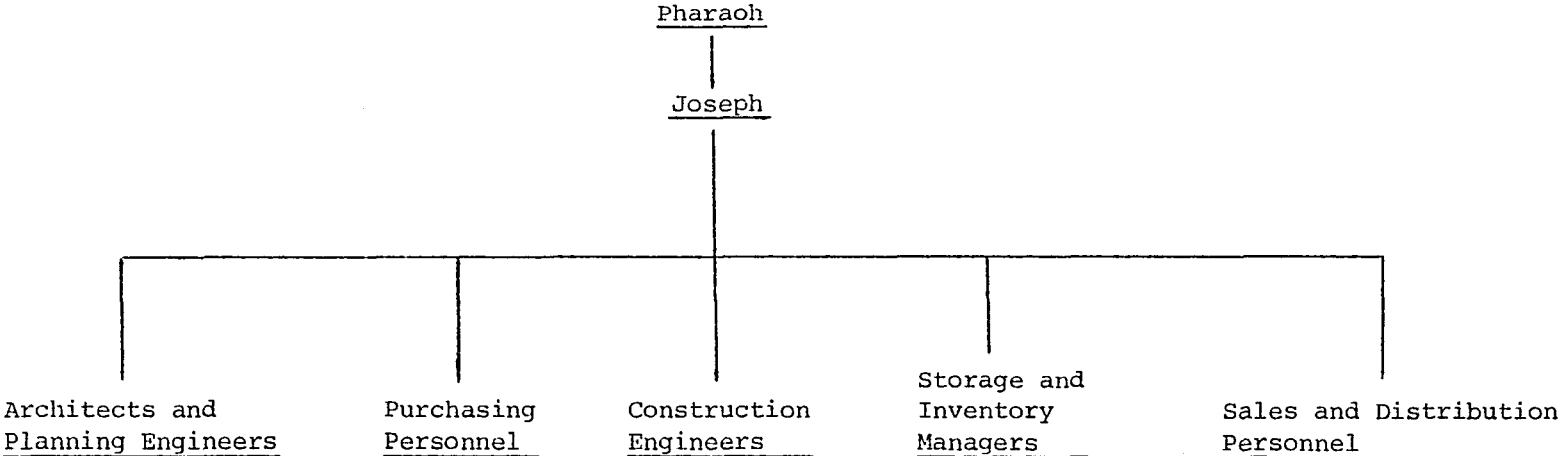 Pharaoh
Joseph
Architects and
Planning Engineers
Purchasing
Personnel
Construction
Engineers
Storage and
Inventory
Managers
Sales and Distribution
Personnel